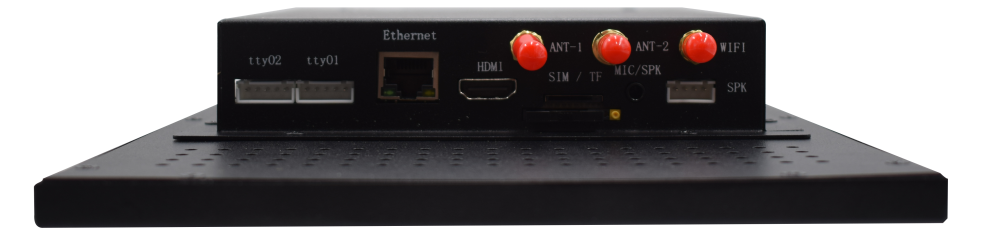 Ethernet
tty02 tty01
HDMI
ANT-1
ANT-2
WIFI
SIM / TF
MIC/SPK
SPK